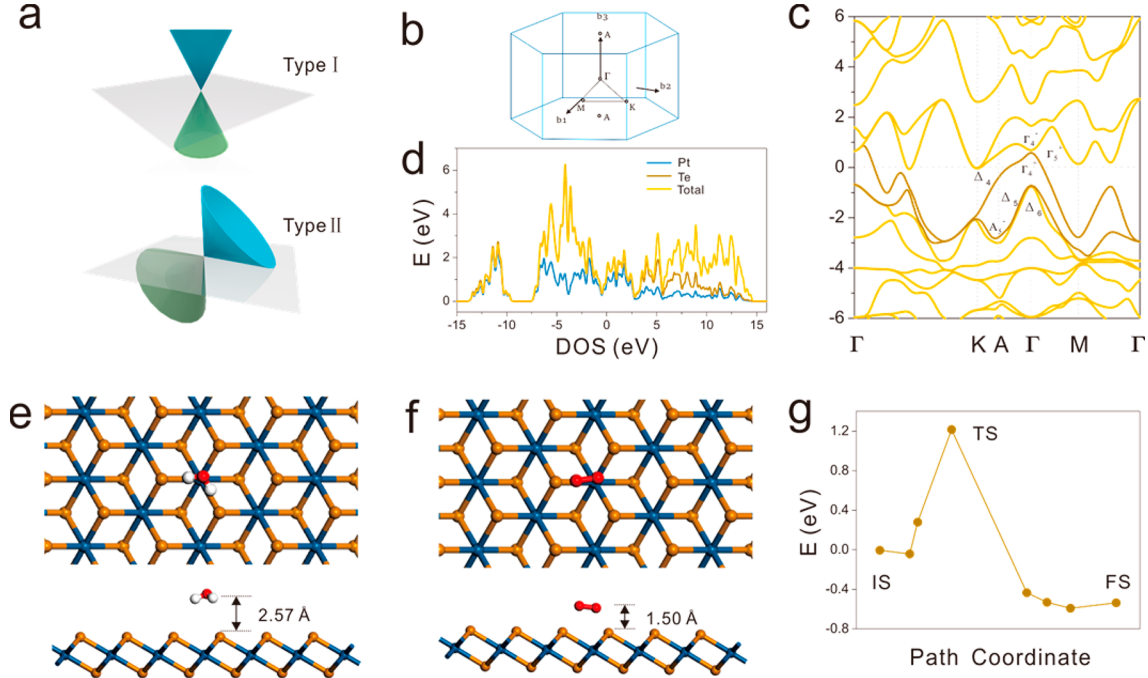 a
Type I
Type II
b
b3
A
Γ
b2
M
K
b1
A
c
6
4
2
0
-2
-4
-6
Γ4+
Γ5+
Γ4-
Δ4
Δ5
Δ6
A5+
Γ K A Γ M Γ
d
Pt
Te
Total
E (eV)
6
4
2
0
-15 -10 -5 0 5 10 15
DOS (eV)
e
2.57 Å
f
1.50 Å
g
1.2
0.8
0.4
0.0
-0.4
-0.8
E (eV)
TS
IS
FS
Path Coordinate